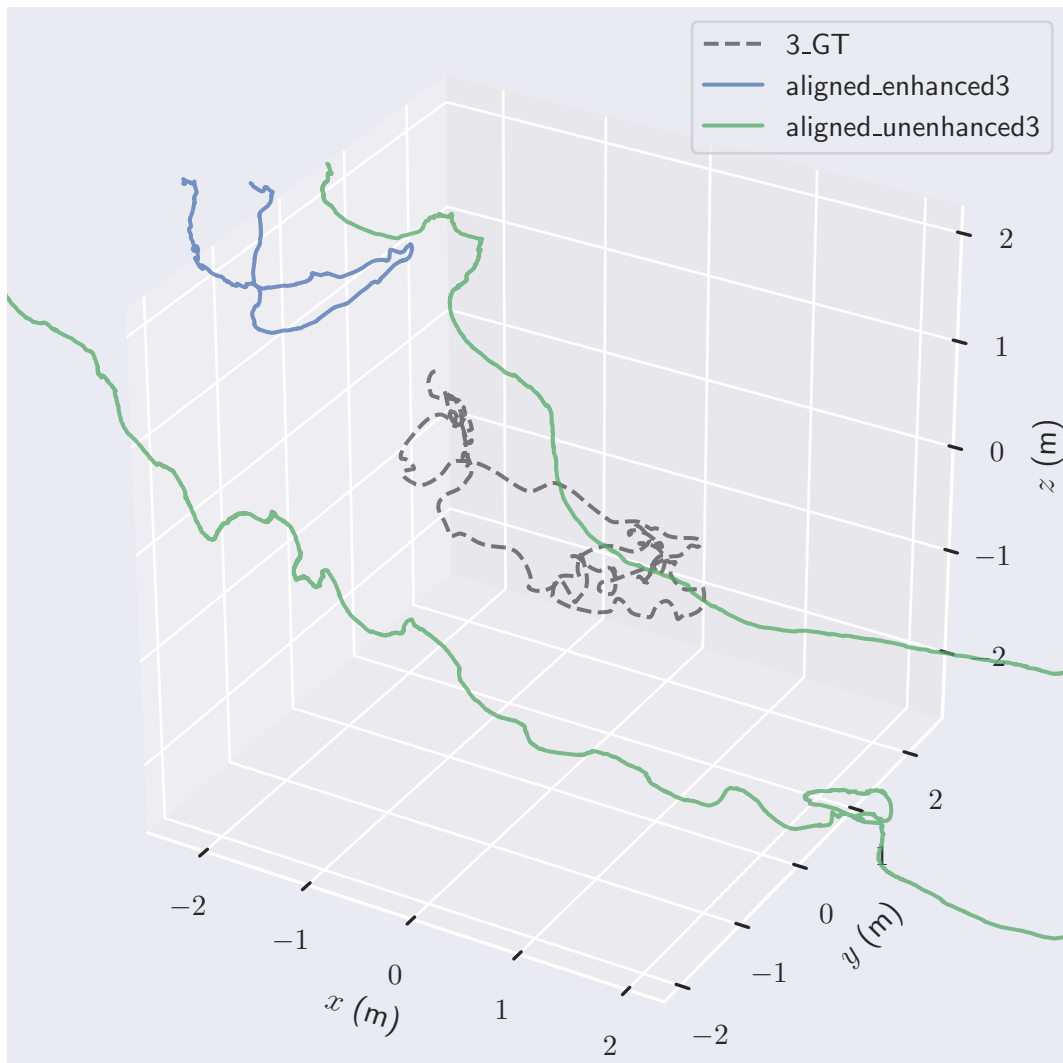 3_GT
aligned_enhanced3
aligned_unenhanced3
2
1
0
−1
−2
z (m)
2
1
0
−1
−2
y (m)
−2
−1
0
1
2
x (m)